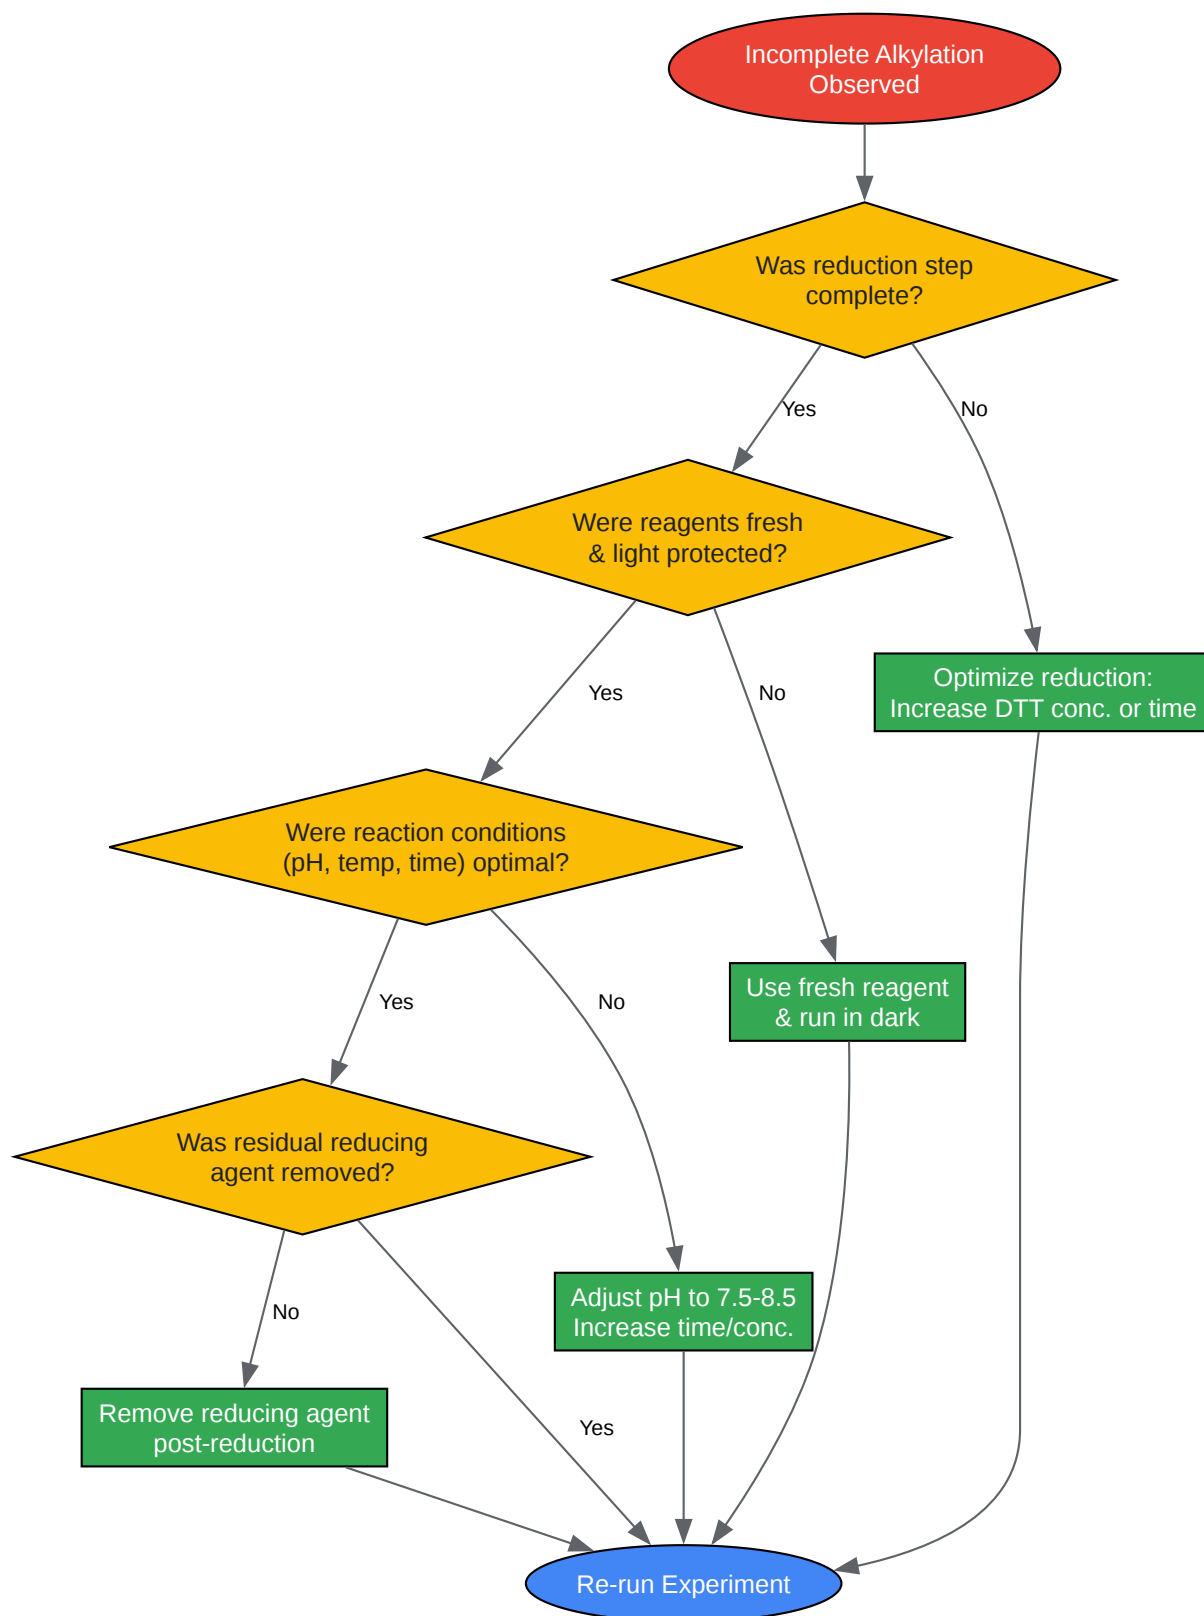 Incomplete Alkylation
Observed
Was reduction step
complete?
Yes
No
Were reagents fresh
& light protected?
Yes
No
Optimize reduction:
Increase DTT conc. or time
Were reaction conditions
(pH, temp, time) optimal?
Yes
No
Use fresh reagent
& run in dark
Was residual reducing
agent removed?
No
Yes
Adjust pH to 7.5-8.5
Increase time/conc.
Remove reducing agent
post-reduction
Re-run Experiment